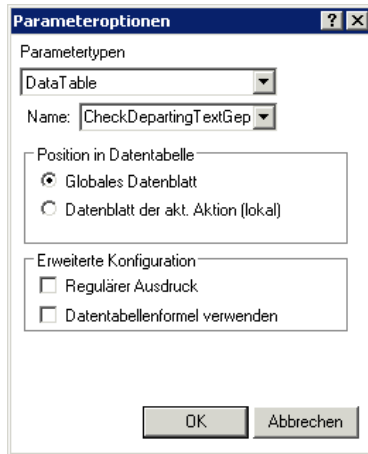 Parameteroptionen
Parametertypen
DataTable
Name: CheckDepartingTextGep
Position in Datentabelle
Globales Datenblatt
Datenblatt der akt. Aktion (lokal)
Erweiterte Konfiguration
Regulärer Ausdruck
Datentabellenformel verwenden
OK Abbrechen